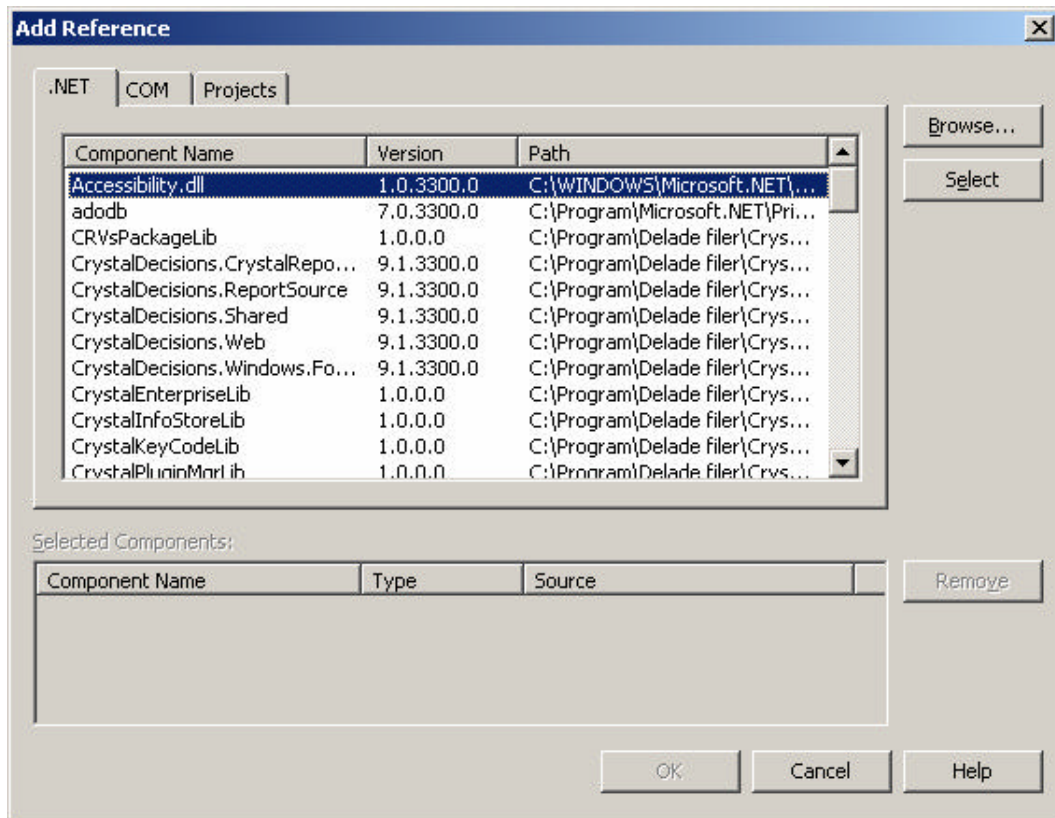 Add Reference
.NET COM Projects
Browse...
Component Name Version Path
Select
Accessibility.dll 1.0.3300.0 C:\WINDOWS\Microsoft.NET\...
adodb 7.0.3300.0 C:\Program\Microsoft.NET\Pri...
CRVsPackageLib 1.0.0.0 C:\Program\Delade filer\Crys...
CrystalDecisions.CrystalRepo... 9.1.3300.0 C:\Program\Delade filer\Crys...
CrystalDecisions.ReportSource 9.1.3300.0 C:\Program\Delade filer\Crys...
CrystalDecisions.Shared 9.1.3300.0 C:\Program\Delade filer\Crys...
CrystalDecisions.Web 9.1.3300.0 C:\Program\Delade filer\Crys...
CrystalDecisions.Windows.Fo... 9.1.3300.0 C:\Program\Delade filer\Crys...
CrystalEnterpriseLib 1.0.0.0 C:\Program\Delade filer\Crys...
CrystalInfoStoreLib 1.0.0.0 C:\Program\Delade filer\Crys...
CrystalKeyCodeLib 1.0.0.0 C:\Program\Delade filer\Crys...
CrystalPluginMgrLib 1.0.0.0 C:\Program\Delade filer\Crys...
Selected Components:
Component Name Type Source
Remove
OK Cancel Help